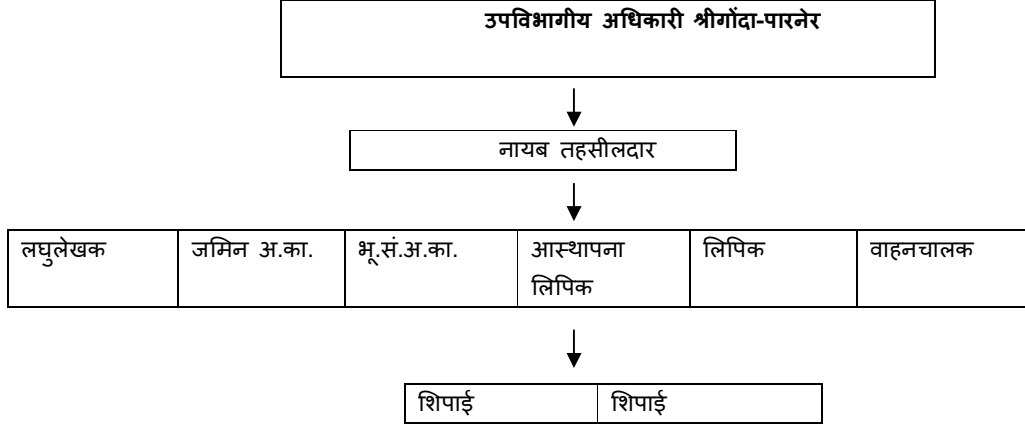 उपविभागीय अधिकारी श्रीगोंदा-पारनेर
नायब तहसीलदार
लघुलेखक जमिन अ.का. भू.सं.अ.का. आस्थापना लिपिक लिपिक वाहनचालक
शिपाई शिपाई